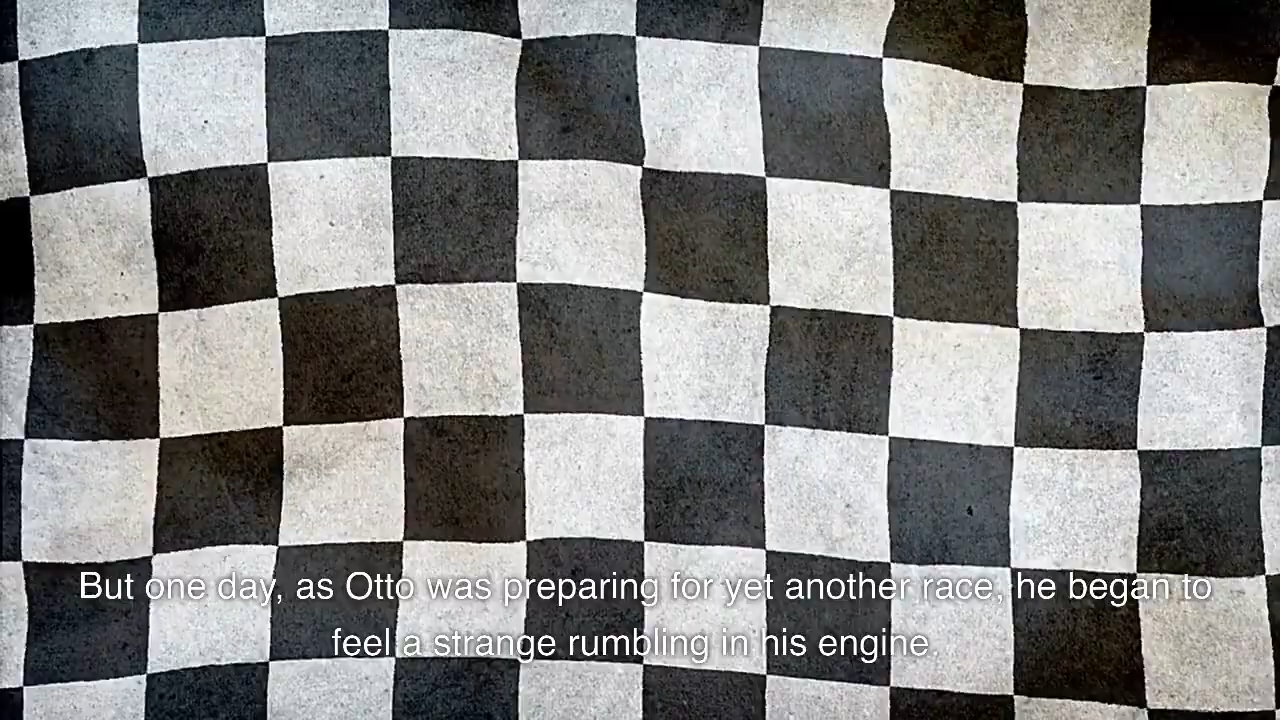 But one day, as Otto was preparing for yet another race, he began to
feel a strange rumbling in his engine.